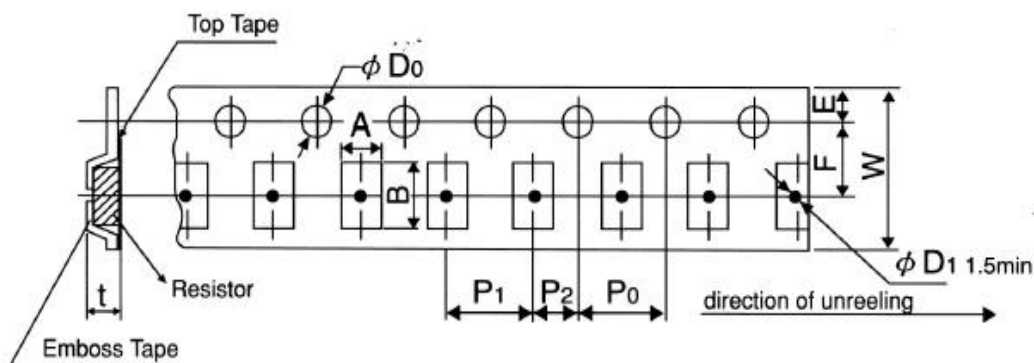 Top Tape
φ D0
A
E
B
F
W
φ D1 1.5min
P1
P2
P0
t
Resistor
direction of unreeling
Emboss Tape